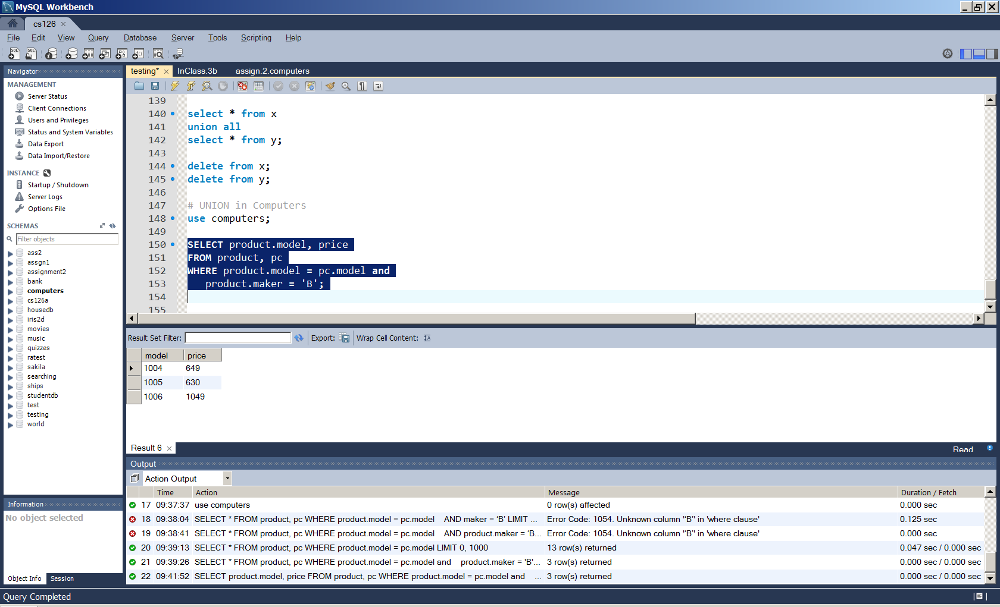 MySQL Workbench
cs126
File Edit View Query Database Server Tools Scripting Help
Navigator
MANAGEMENT
Server Status
Client Connections
Users and Privileges
Status and System Variables
Data Export
Data Import/Restore
INSTANCE
Startup / Shutdown
Server Logs
Options File
SCHEMAS
Filter objects
ass2
assgn1
assignment2
bank
computers
cs126a
housedb
iris2d
movies
music
quizzes
ratest
sakila
searching
ships
studentdb
test
testing
world
Information
No object selected
Object Info Session
testing* InClass.3b assign.2.computers
139
140 select * from x
141 union all
142 select * from y;
143
144 delete from x;
145 delete from y;
146
147 # UNION in Computers
148 use computers;
149
150 SELECT product.model, price
151 FROM product, pc
152 WHERE product.model = pc.model and
153 product.maker = 'B';
154
155
Result Set Filter: Export: Wrap Cell Content:
model price
1004 649
1005 630
1006 1049
Result 6 Read
Output
Action Output
Time Action Message Duration / Fetch
17 09:37:37 use computers 0 row(s) affected 0.000 sec
18 09:38:04 SELECT * FROM product, pc WHERE product.model = pc.model AND maker = ‘B’ LIMIT ... Error Code: 1054. Unknown column '‘B’' in 'where clause' 0.125 sec
19 09:38:41 SELECT * FROM product, pc WHERE product.model = pc.model AND product.maker = ‘B... Error Code: 1054. Unknown column '‘B’' in 'where clause' 0.000 sec
20 09:39:13 SELECT * FROM product, pc WHERE product.model = pc.model LIMIT 0, 1000 13 row(s) returned 0.047 sec / 0.000 sec
21 09:39:26 SELECT * FROM product, pc WHERE product.model = pc.model and product.maker = 'B'... 3 row(s) returned 0.000 sec / 0.000 sec
22 09:41:52 SELECT product.model, price FROM product, pc WHERE product.model = pc.model and ... 3 row(s) returned 0.000 sec / 0.000 sec
Query Completed